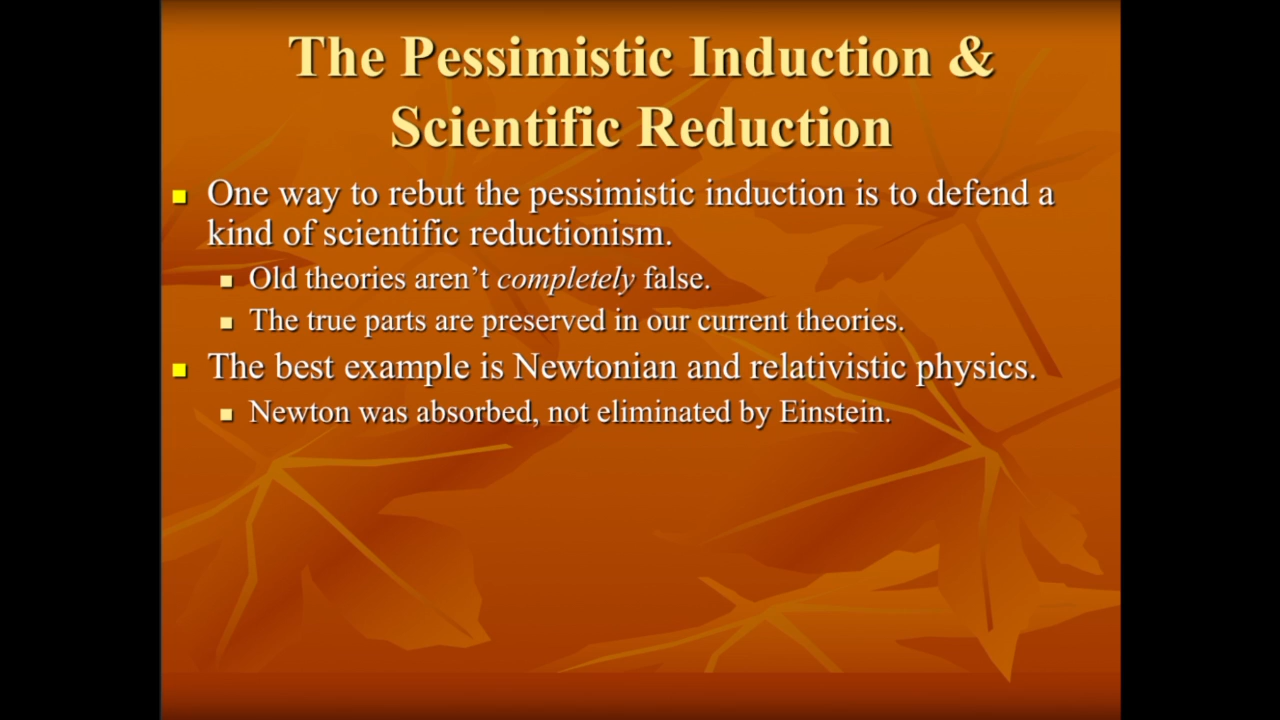 The Pessimistic Induction &
Scientific Reduction
One way to rebut the pessimistic induction is to defend a
kind of scientific reductionism.
Old theories aren’t completely false.
The true parts are preserved in our current theories.
The best example is Newtonian and relativistic physics.
Newton was absorbed, not eliminated by Einstein.